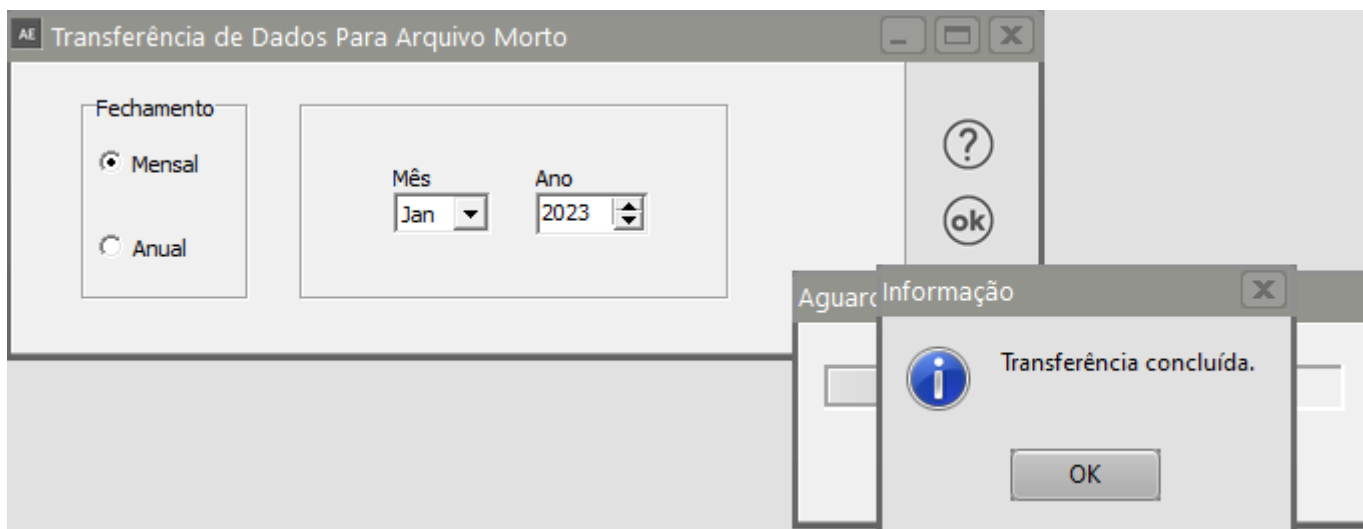 AE Transferência de Dados Para Arquivo Morto
Fechamento
Mensal
Anual
Mês
Jan
Ano
2023
?
ok
Informação
Transferência concluída.
OK